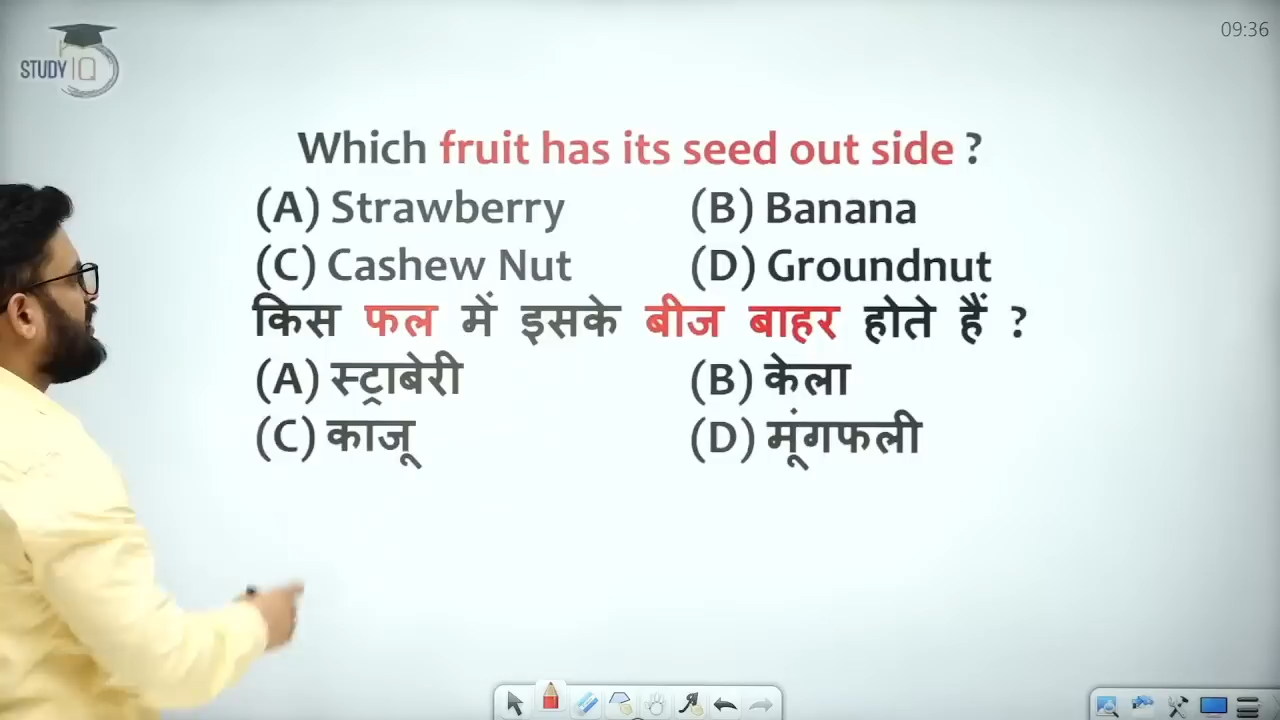 STUDY IQ
09:36
Which fruit has its seed out side ?
(A) Strawberry (B) Banana
(C) Cashew Nut (D) Groundnut
किस फल में इसके बीज बाहर होते हैं ?
(A) स्ट्राबेरी (B) केला
(C) काजू (D) मूंगफली